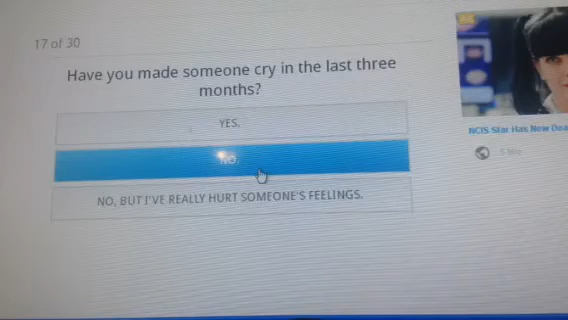 17 of 30
Have you made someone cry in the last three
months?
YES.
NO.
NO, BUT I'VE REALLY HURT SOMEONE'S FEELINGS.
NCIS Star Has New Dea